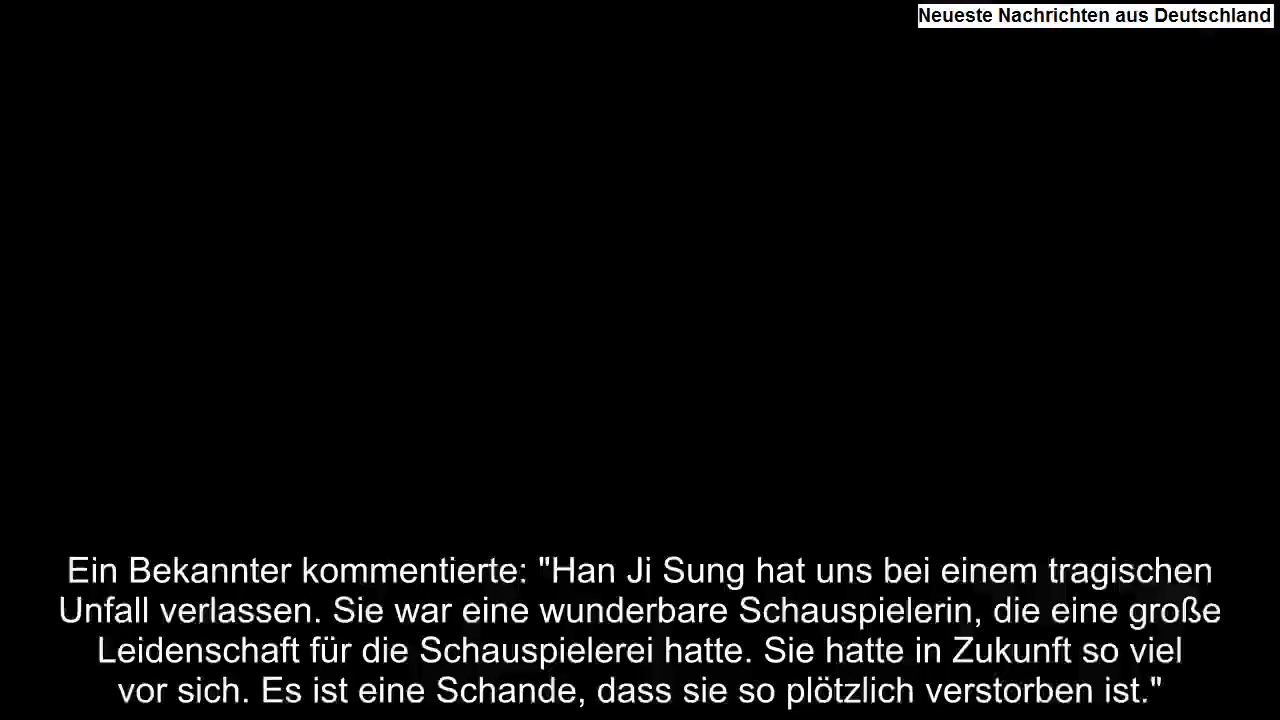 Neueste Nachrichten aus Deutschland
Ein Bekannter kommentierte: "Han Ji Sung hat uns bei einem tragischen
Unfall verlassen. Sie war eine wunderbare Schauspielerin, die eine große
Leidenschaft für die Schauspielerei hatte. Sie hatte in Zukunft so viel
vor sich. Es ist eine Schande, dass sie so plötzlich verstorben ist."